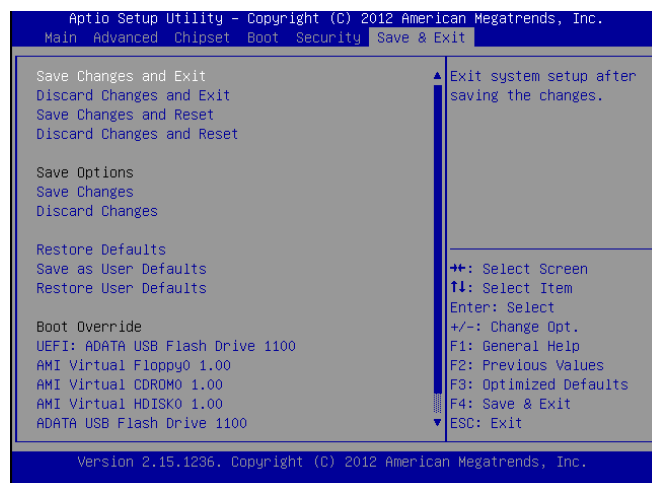 Aptio Setup Utility – Copyright (C) 2012 American Megatrends, Inc.
Main Advanced Chipset Boot Security Save & Exit
Save Changes and Exit
Discard Changes and Exit
Save Changes and Reset
Discard Changes and Reset
Save Options
Save Changes
Discard Changes
Restore Defaults
Save as User Defaults
Restore User Defaults
Boot Override
UEFI: ADATA USB Flash Drive 1100
AMI Virtual Floppy0 1.00
AMI Virtual CDROM0 1.00
AMI Virtual HDISK0 1.00
ADATA USB Flash Drive 1100
Exit system setup after
saving the changes.
→←: Select Screen
↑↓: Select Item
Enter: Select
+/-: Change Opt.
F1: General Help
F2: Previous Values
F3: Optimized Defaults
F4: Save & Exit
ESC: Exit
Version 2.15.1236. Copyright (C) 2012 American Megatrends, Inc.